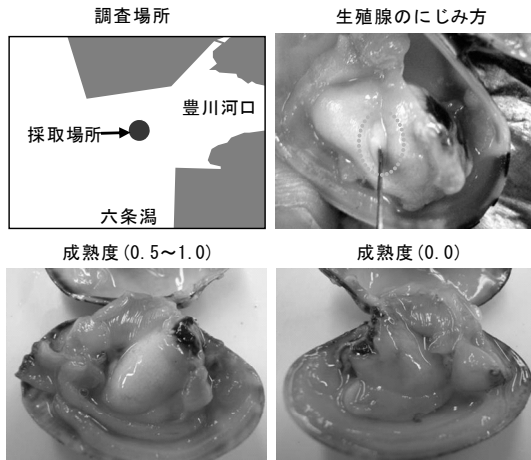 調査場所
生殖腺のにじみ方
豊川河口
採取場所
六条潟
成熟度(0.5～1.0)
成熟度(0.0)